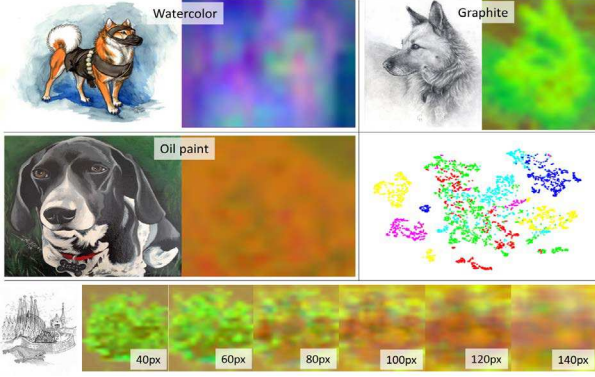 Watercolor
Graphite
Oil paint
40px
60px
80px
100px
120px
140px